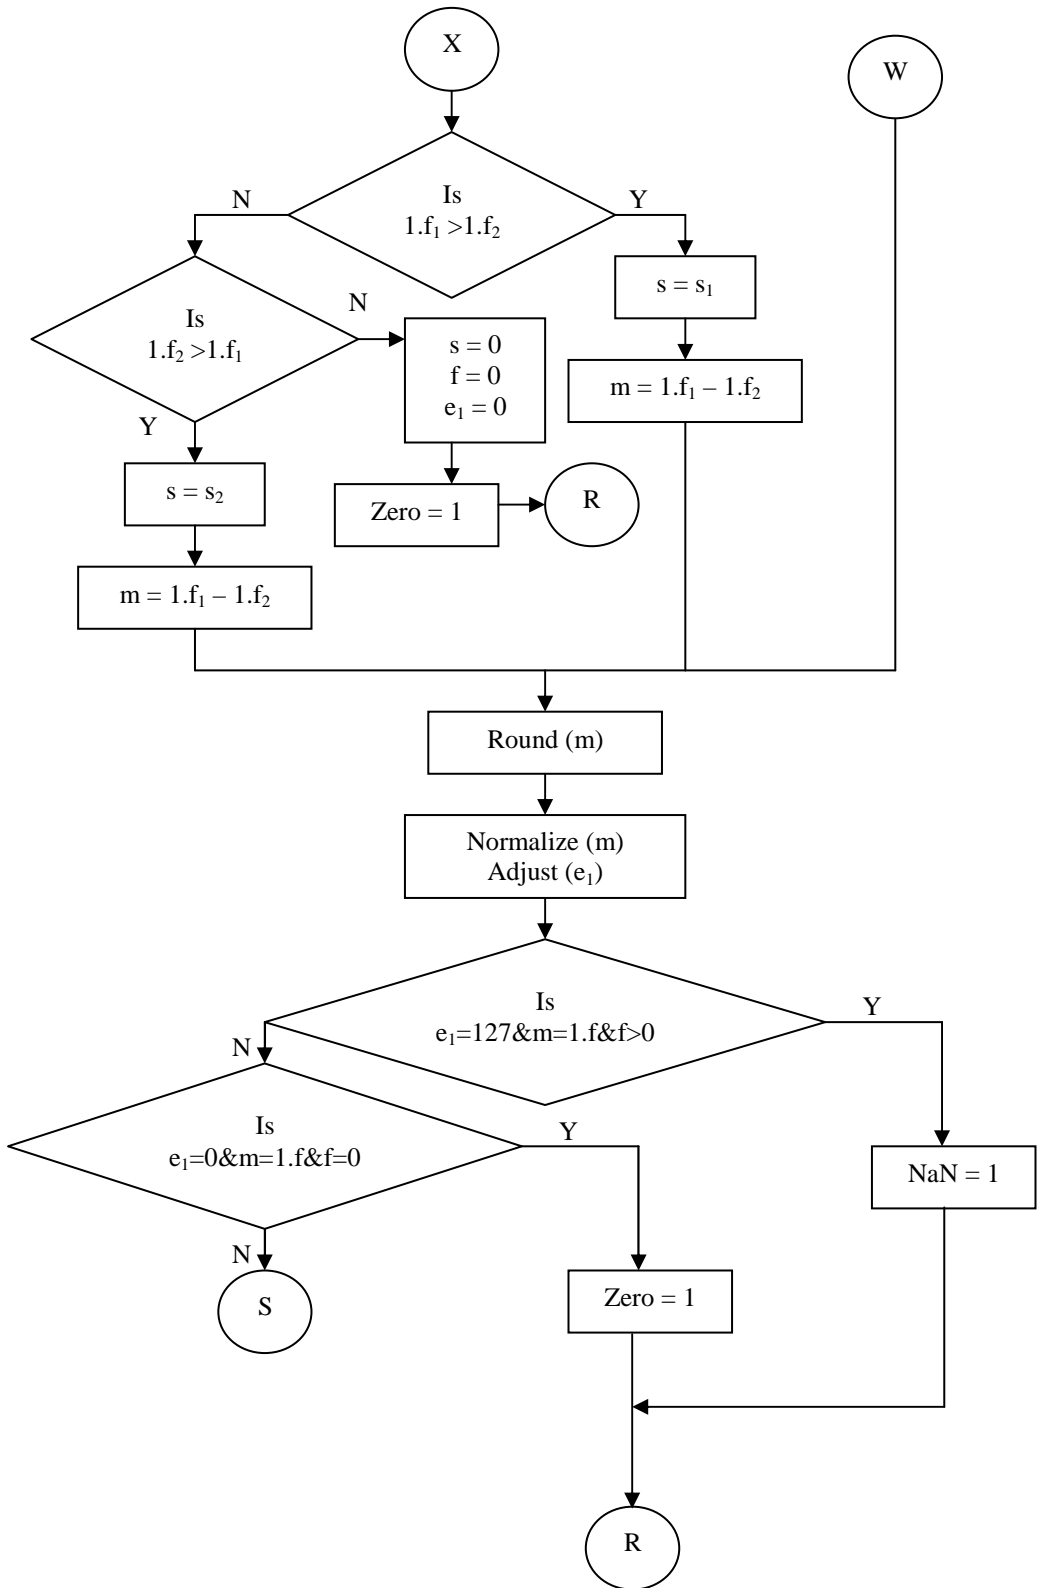 X
W
Is
1.f₁ >1.f₂
N
Y
s = s₁
m = 1.f₁ – 1.f₂
Is
1.f₂ >1.f₁
N
Y
s = 0
f = 0
e₁ = 0
Zero = 1
R
s = s₂
m = 1.f₁ – 1.f₂
Round (m)
Normalize (m)
Adjust (e₁)
Is
e₁=127&m=1.f&f>0
Y
N
Is
e₁=0&m=1.f&f=0
Y
NaN = 1
N
S
Zero = 1
R